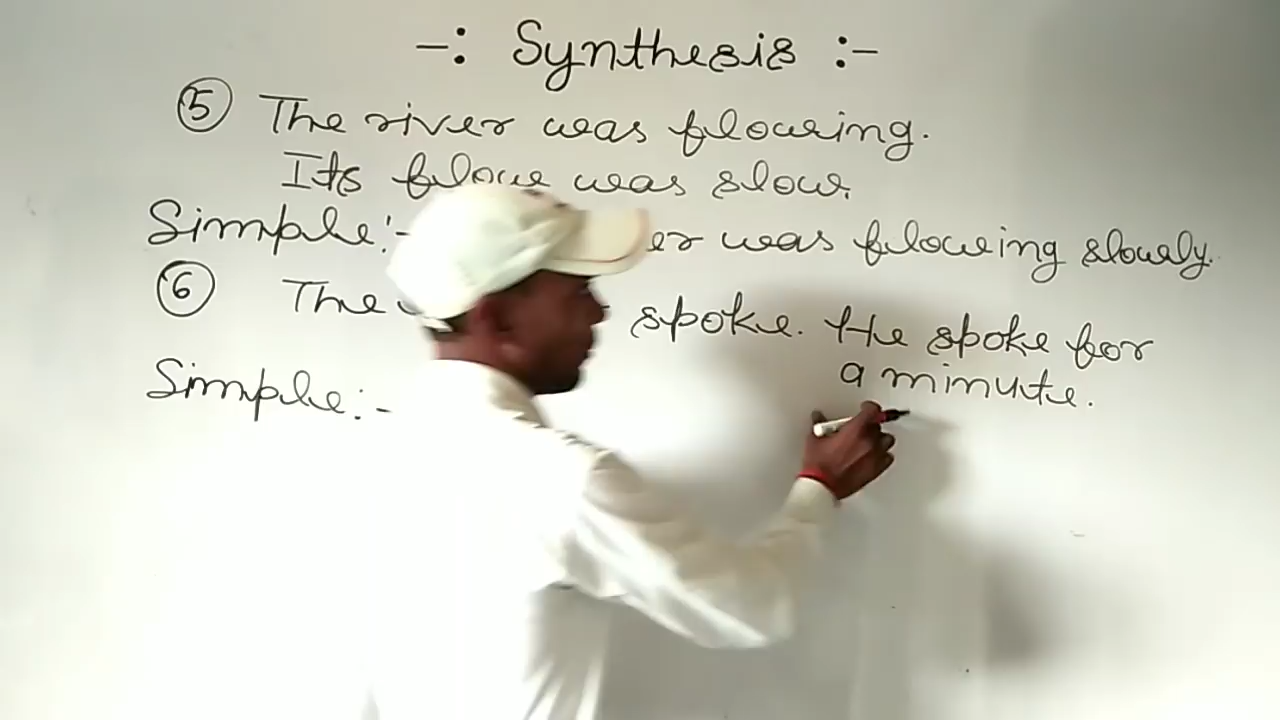 -: Synthesis :-
5 The river was flowing.
Its flow was slow.
Simple:- er was flowing slowly.
6 The spoke. He spoke for
a minute.
Simple:-